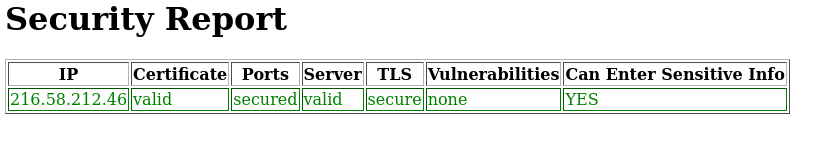 Security Report
IP Certificate Ports Server TLS Vulnerabilities Can Enter Sensitive Info
216.58.212.46 valid secured valid secure none YES